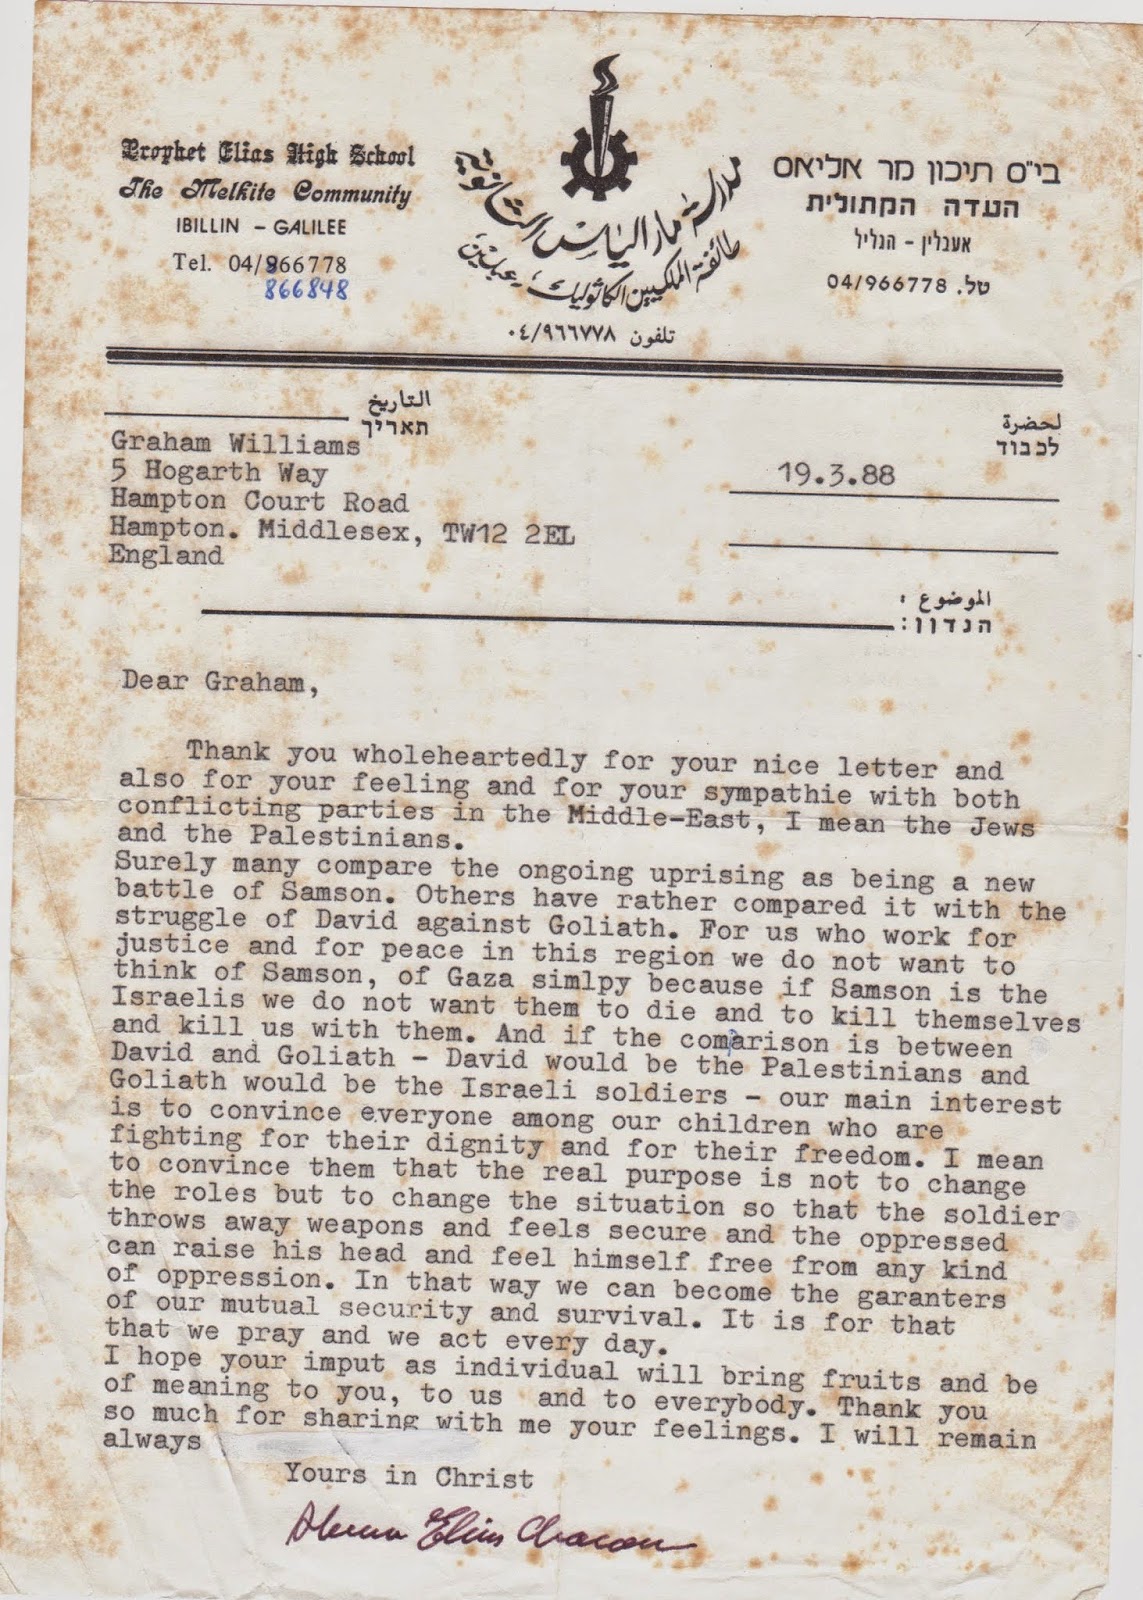 Prophet Elias High School
The Melkite Community
IBILLIN - GALILEE
Tel. 04/966778
866848
مدرسة مار الياس الثانوية
طائفة الملكيين الكاثوليك، عبلين
تلفون ٠٤/٩٦٦٧٧٨
בי"ס תיכון מר אליאס
העדה הקתולית
אעבלין - הגליל
טל. 04/966778
التاريخ
תאריך
لحضرة
לכבוד
Graham Williams
5 Hogarth Way
Hampton Court Road
Hampton. Middlesex, TW12 2EL
England
19.3.88
الموضوع :
הנדון:
Dear Graham,
Thank you wholeheartedly for your nice letter and
also for your feeling and for your sympathie with both
conflicting parties in the Middle-East, I mean the Jews
and the Palestinians.
Surely many compare the ongoing uprising as being a new
battle of Samson. Others have rather compared it with the
struggle of David against Goliath. For us who work for
justice and for peace in this region we do not want to
think of Samson, of Gaza simlpy because if Samson is the
Israelis we do not want them to die and to kill themselves
and kill us with them. And if the comparison is between
David and Goliath - David would be the Palestinians and
Goliath would be the Israeli soldiers - our main interest
is to convince everyone among our children who are
fighting for their dignity and for their freedom. I mean
to convince them that the real purpose is not to change
the roles but to change the situation so that the soldier
throws away weapons and feels secure and the oppressed
can raise his head and feel himself free from any kind
of oppression. In that way we can become the garanters
of our mutual security and survival. It is for that
that we pray and we act every day.
I hope your imput as individual will bring fruits and be
of meaning to you, to us and to everybody. Thank you
so much for sharing with me your feelings. I will remain
always
Yours in Christ
Elias Chacour